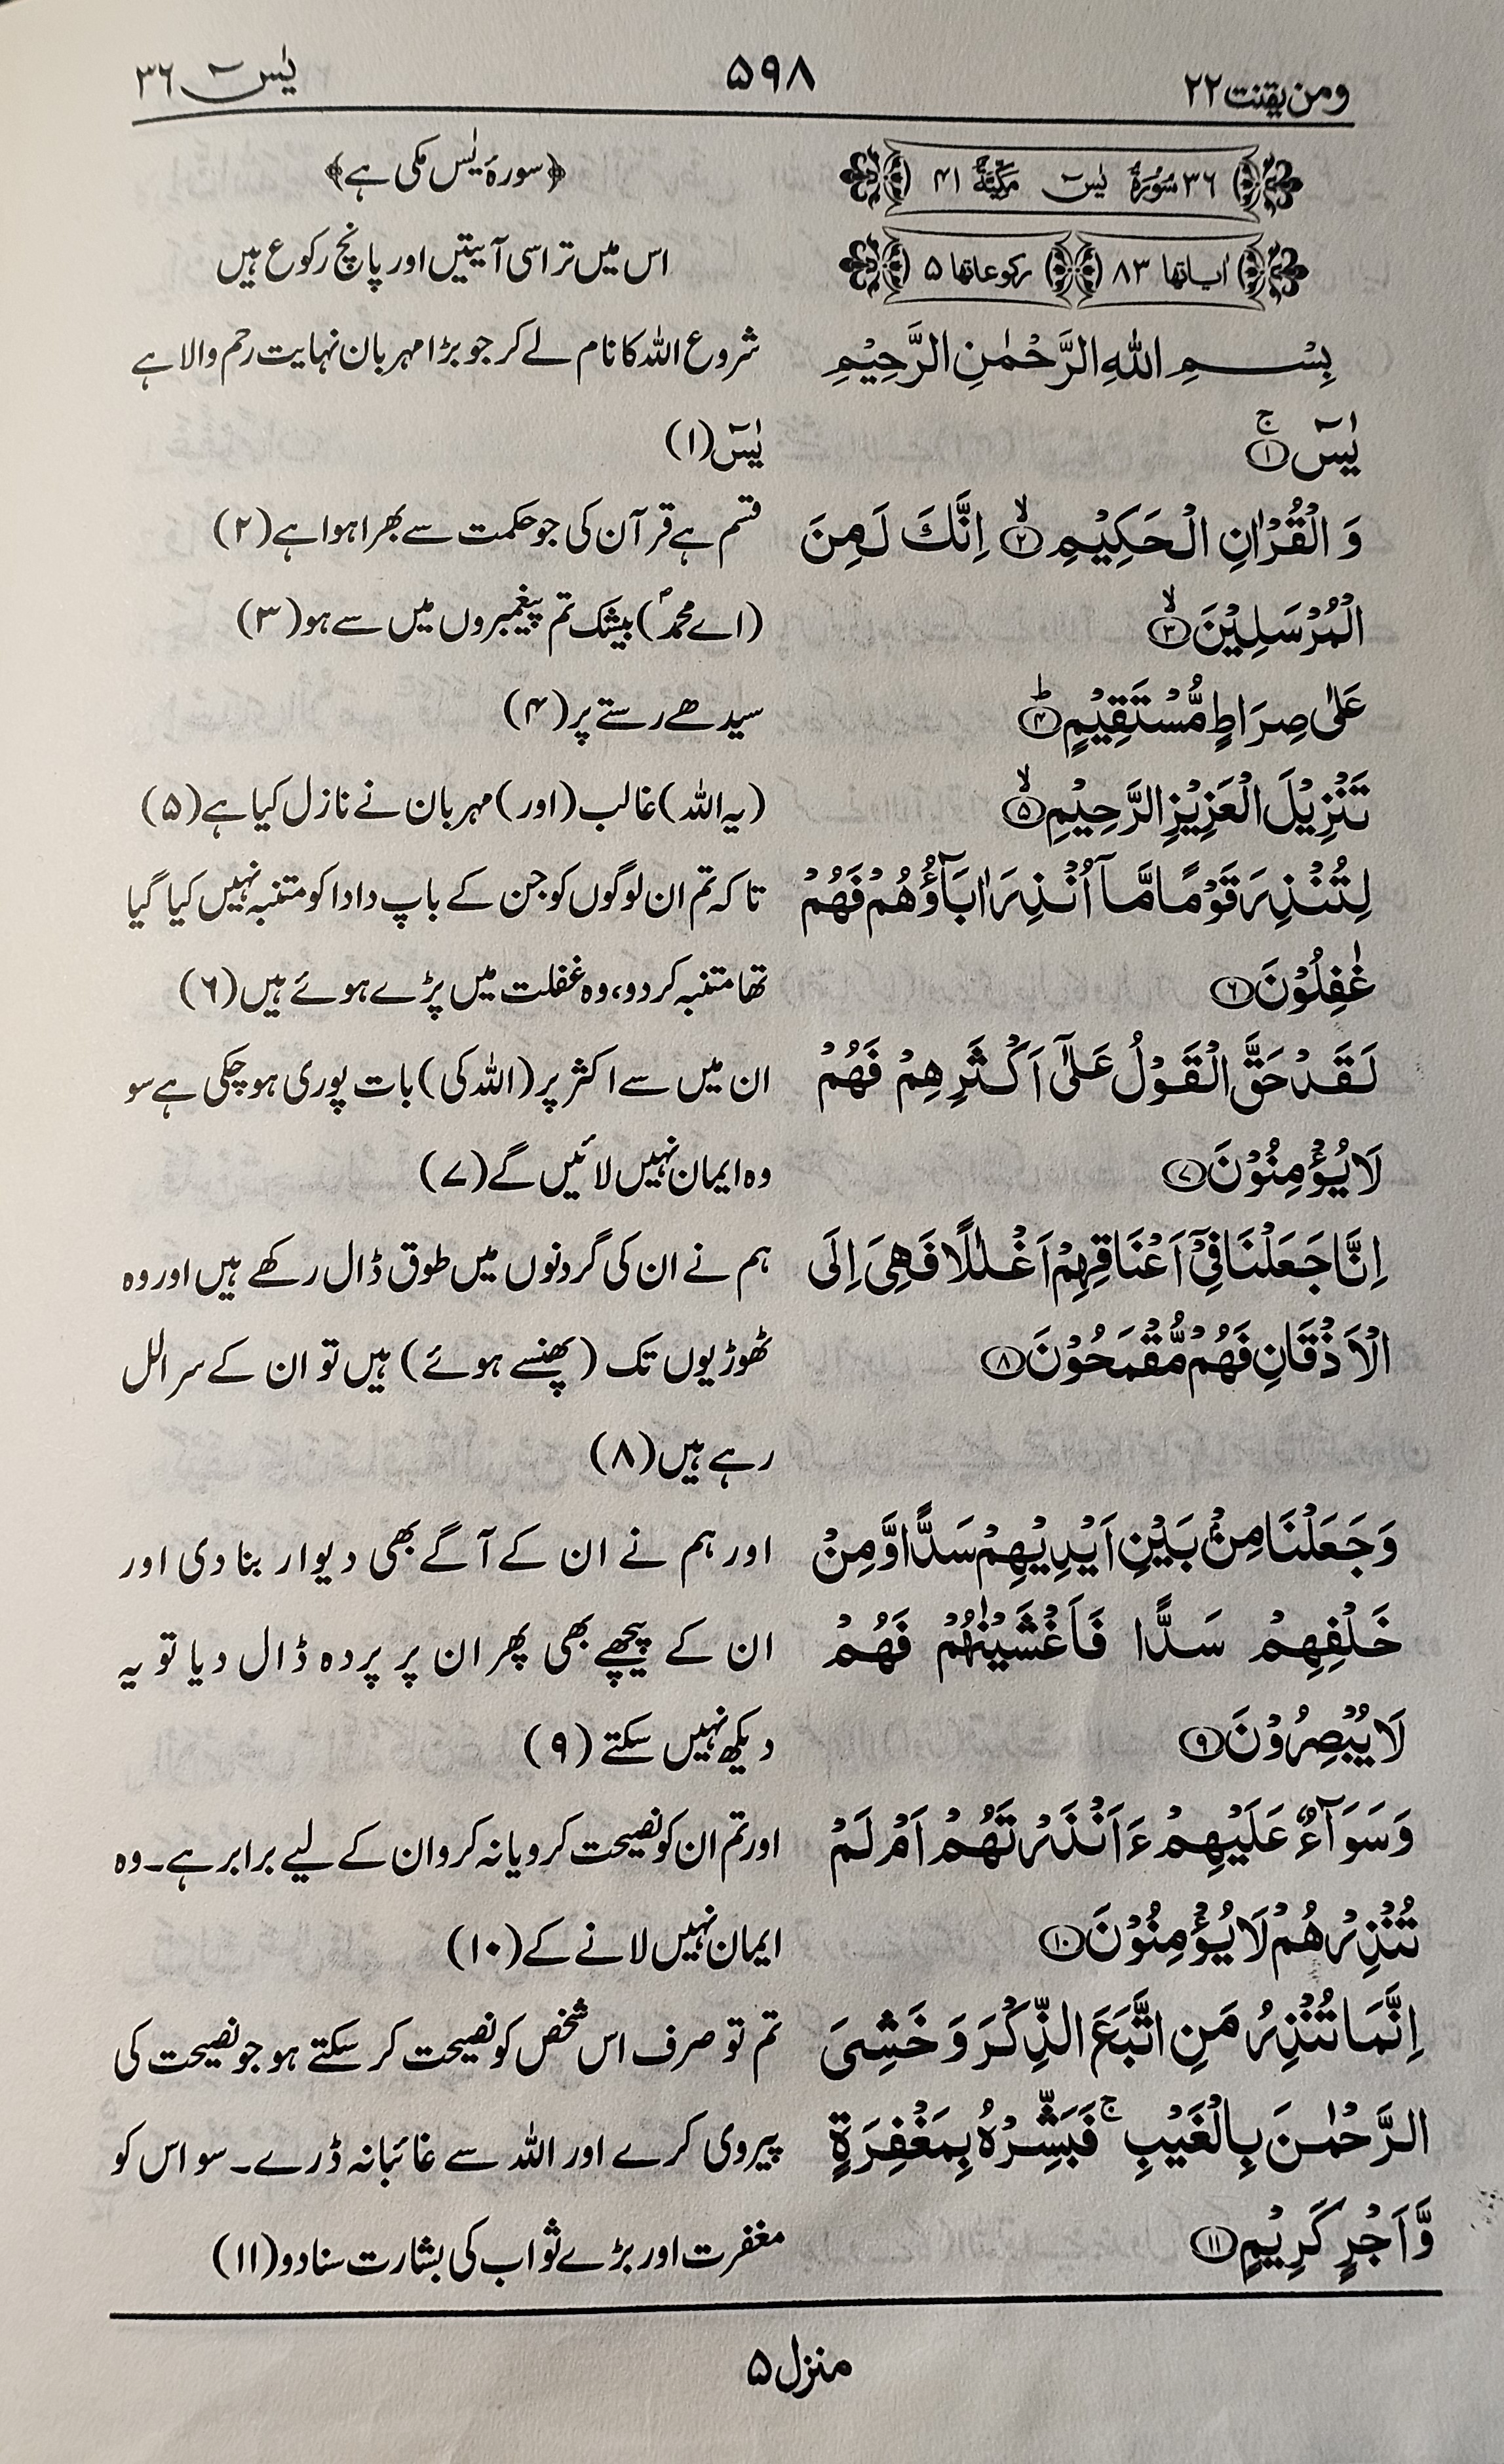 ومن یقنت ۲۲
۵۹۸
یٰسٓ ۳۶
۳۶ سُوْرَةُ یٰسٓ مَكِّیَّةٌ ۴۱
﴿سورۂ یٰس مکی ہے﴾
اٰیاتھا ۸۳ رکوعاتھا ۵
اس میں تراسی آیتیں اور پانچ رکوع ہیں
بِسْمِ اللهِ الرَّحْمٰنِ الرَّحِيْمِ
شروع اللہ کا نام لے کر جو بڑا مہربان نہایت رحم والا ہے
يٰسٓ ۚ‏﴿۱﴾
یٰسٓ (۱)
وَ الْقُرْاٰنِ الْحَكِيْمِ ۙ‏﴿۲﴾ اِنَّكَ لَمِنَ
قسم ہے قرآن کی جو حکمت سے بھرا ہوا ہے (۲)
الْمُرْسَلِيْنَ ۙ‏﴿۳﴾
(اے محمدؐ) بیشک تم پیغمبروں میں سے ہو (۳)
عَلٰى صِرَاطٍ مُّسْتَقِيْمٍ ؕ‏﴿۴﴾
سیدھے رستے پر (۴)
تَنْزِيْلَ الْعَزِيْزِ الرَّحِيْمِ ۙ‏﴿۵﴾
(یہ اللہ) غالب (اور) مہربان نے نازل کیا ہے (۵)
لِتُنْذِرَ قَوْمًا مَّاۤ اُنْذِرَ اٰبَآؤُهُمْ فَهُمْ
تاکہ تم ان لوگوں کو جن کے باپ دادا کو متنبہ نہیں کیا گیا
غٰفِلُوْنَ ﴿۶﴾
تھا متنبہ کر دو، وہ غفلت میں پڑے ہوئے ہیں (۶)
لَقَدْ حَقَّ الْقَوْلُ عَلٰٓى اَكْثَرِهِمْ فَهُمْ
ان میں سے اکثر پر (اللہ کی) بات پوری ہو چکی ہے سو
لَا يُؤْمِنُوْنَ ﴿۷﴾
وہ ایمان نہیں لائیں گے (۷)
اِنَّا جَعَلْنَا فِيْۤ اَعْنَاقِهِمْ اَغْلٰلًا فَهِيَ اِلَى
ہم نے ان کی گردنوں میں طوق ڈال رکھے ہیں اور وہ
الْاَذْقَانِ فَهُمْ مُّقْمَحُوْنَ ﴿۸﴾
ٹھوڑیوں تک (پھنسے ہوئے) ہیں تو ان کے سر الل
رہے ہیں (۸)
وَ جَعَلْنَا مِنْۢ بَيْنِ اَيْدِيْهِمْ سَدًّا وَّ مِنْ
اور ہم نے ان کے آگے بھی دیوار بنا دی اور
خَلْفِهِمْ سَدًّا فَاَغْشَيْنٰهُمْ فَهُمْ
ان کے پیچھے بھی پھر ان پر پردہ ڈال دیا تو یہ
لَا يُبْصِرُوْنَ ﴿۹﴾
دیکھ نہیں سکتے (۹)
وَ سَوَآءٌ عَلَيْهِمْ ءَاَنْذَرْتَهُمْ اَمْ لَمْ
اور تم ان کو نصیحت کرو یا نہ کرو ان کے لیے برابر ہے۔ وہ
تُنْذِرْهُمْ لَا يُؤْمِنُوْنَ ﴿۱۰﴾
ایمان نہیں لانے کے (۱۰)
اِنَّمَا تُنْذِرُ مَنِ اتَّبَعَ الذِّكْرَ وَ خَشِيَ
تم تو صرف اس شخص کو نصیحت کر سکتے ہو جو نصیحت کی
الرَّحْمٰنَ بِالْغَيْبِ ۚ فَبَشِّرْهُ بِمَغْفِرَةٍ
پیروی کرے اور اللہ سے غائبانہ ڈرے۔ سو اس کو
وَّ اَجْرٍ كَرِيْمٍ ﴿۱۱﴾
مغفرت اور بڑے ثواب کی بشارت سنا دو (۱۱)
منزل ۵